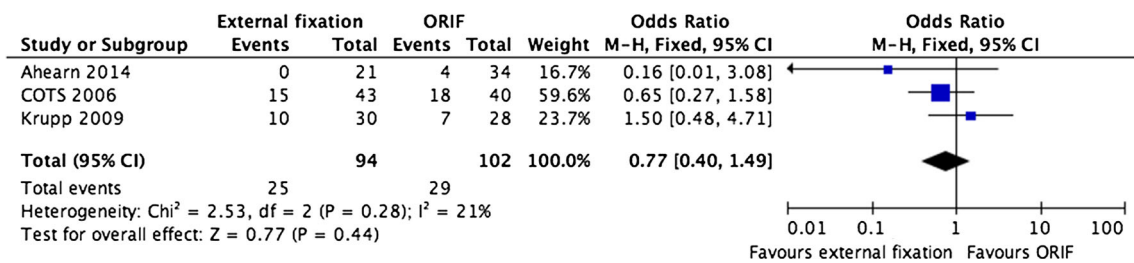 External fixation ORIF Odds Ratio Odds Ratio
Study or Subgroup Events Total Events Total Weight M-H, Fixed, 95% CI M-H, Fixed, 95% CI
Ahearn 2014 0 21 4 34 16.7% 0.16 [0.01, 3.08]
COTS 2006 15 43 18 40 59.6% 0.65 [0.27, 1.58]
Krupp 2009 10 30 7 28 23.7% 1.50 [0.48, 4.71]
Total (95% CI) 94 102 100.0% 0.77 [0.40, 1.49]
Total events 25 29
Heterogeneity: Chi² = 2.53, df = 2 (P = 0.28); I² = 21%
Test for overall effect: Z = 0.77 (P = 0.44)
0.01 0.1 1 10 100
Favours external fixation Favours ORIF